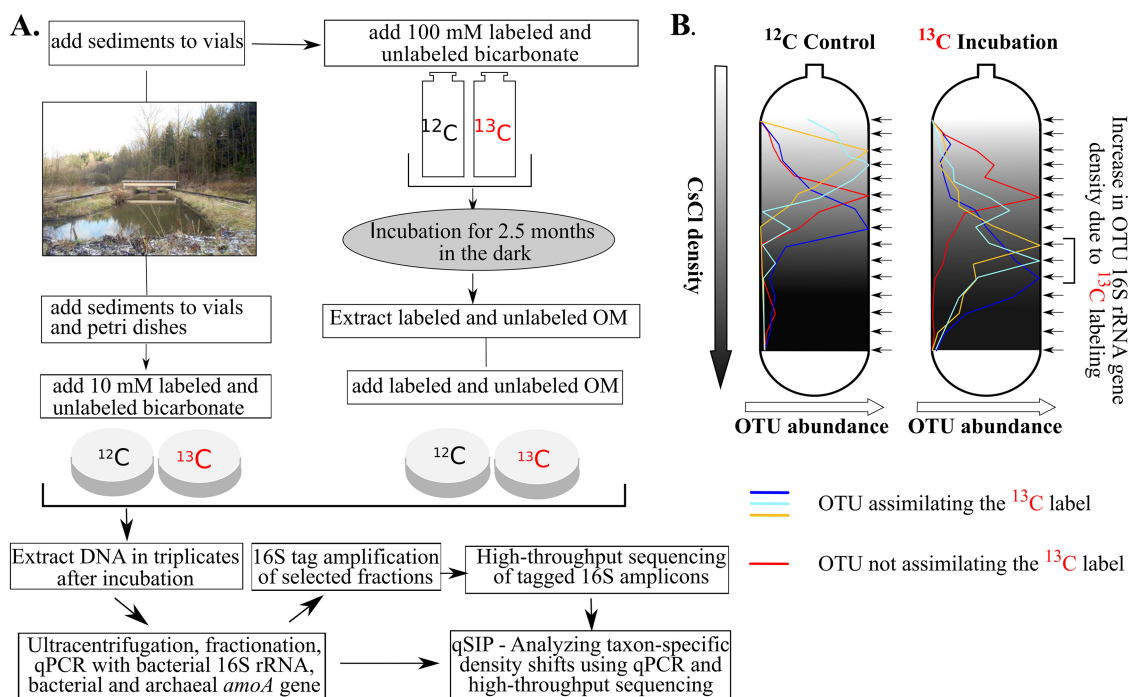 A.
add sediments to vials
add 100 mM labeled and
unlabeled bicarbonate
12C
13C
Incubation for 2.5 months
in the dark
add sediments to vials
and petri dishes
Extract labeled and unlabeled OM
add 10 mM labeled and
unlabeled bicarbonate
add labeled and unlabeled OM
12C
13C
12C
13C
Extract DNA in triplicates
after incubation
16S tag amplification
of selected fractions
High-throughput sequencing
of tagged 16S amplicons
Ultracentrifugation, fractionation,
qPCR with bacterial 16S rRNA,
bacterial and archaeal amoA gene
qSIP - Analyzing taxon-specific
density shifts using qPCR and
high-throughput sequencing
B.
12C Control
13C Incubation
CsCl density
Increase in OTU 16S rRNA gene
density due to 13C labeling
OTU abundance
OTU abundance
OTU assimilating the 13C label
OTU not assimilating the 13C label